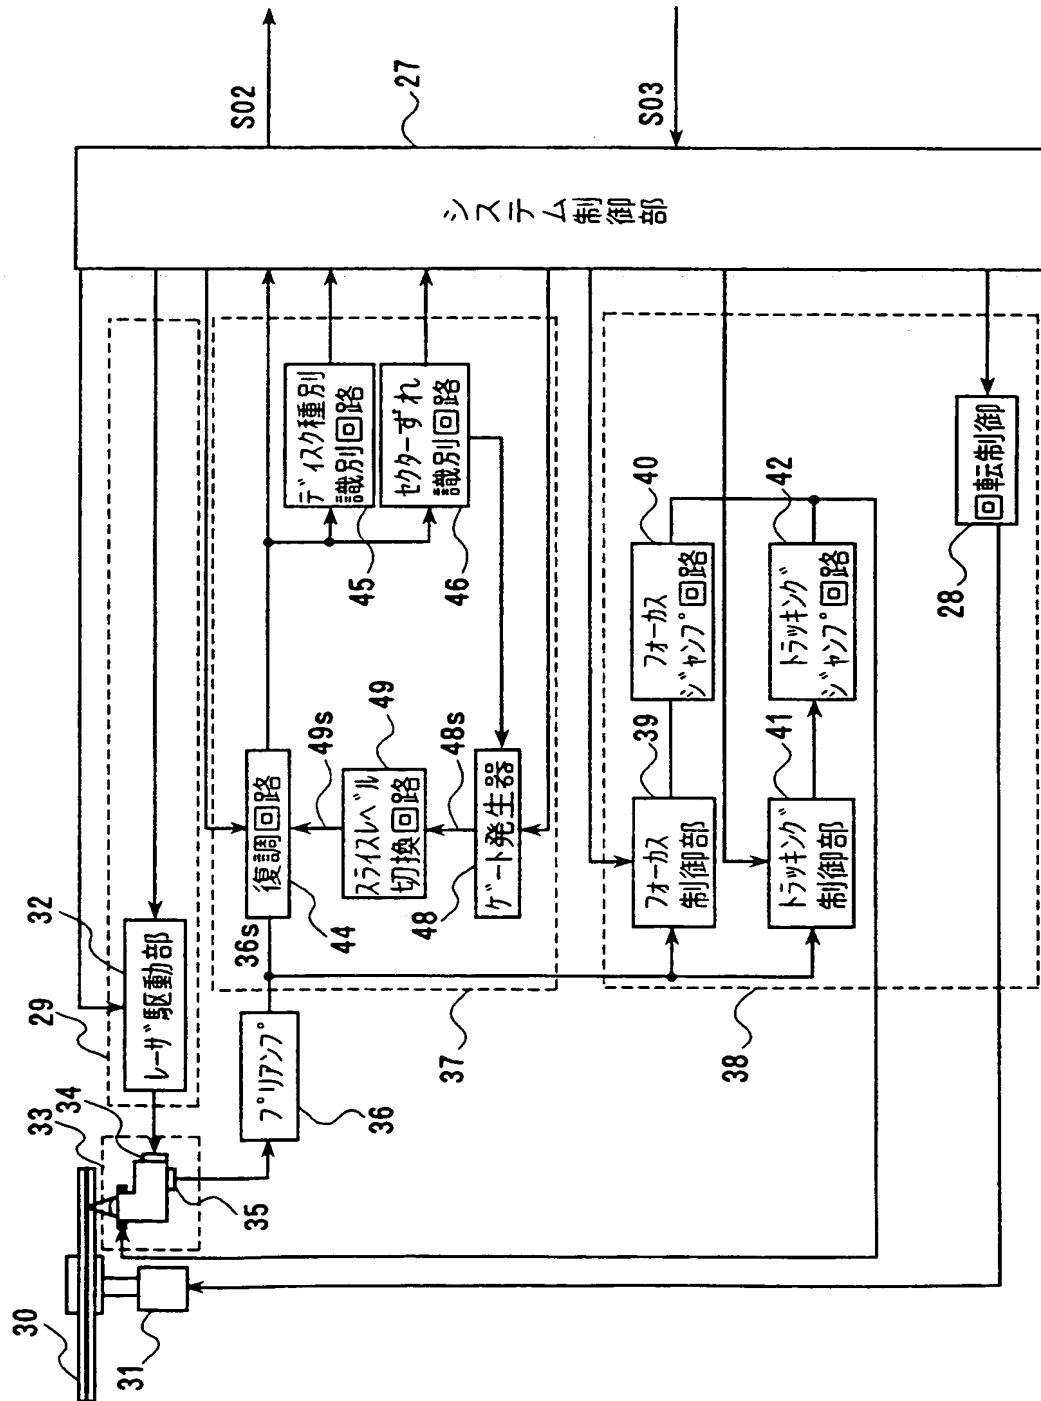 30
31
33
34
35
29
32
レーザ駆動部
プリアンプ
36
36s
復調回路
44
49s
スライスレベル
切換回路
49
48s
ゲート発生器
48
37
ディスク種別
識別回路
45
セクターずれ
識別回路
46
フォーカス
制御部
39
フォーカス
ジャンプ回路
40
トラッキング
制御部
41
トラッキング
ジャンプ回路
42
38
回転制御
28
システム制御部
27
S02
S03